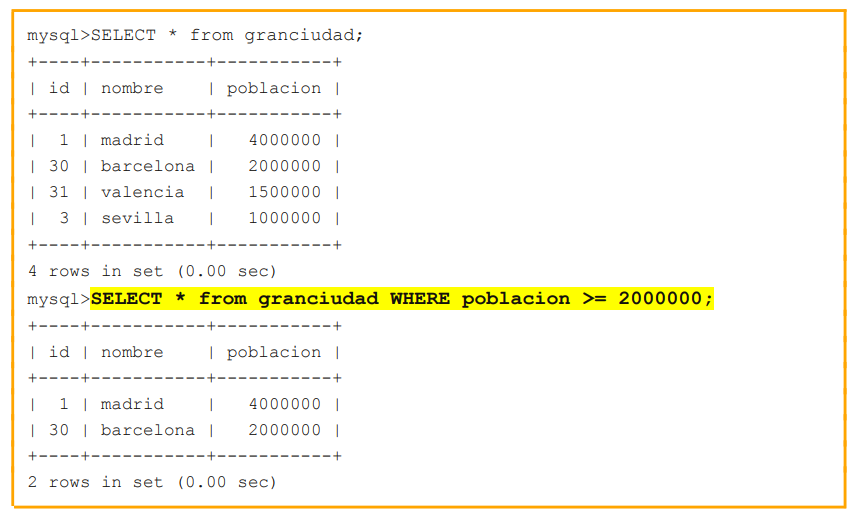 mysql>SELECT * from granciudad;
+----+-----------+-----------+
| id | nombre    | poblacion |
+----+-----------+-----------+
|  1 | madrid    |   4000000 |
| 30 | barcelona |   2000000 |
| 31 | valencia  |   1500000 |
|  3 | sevilla   |   1000000 |
+----+-----------+-----------+
4 rows in set (0.00 sec)
mysql>SELECT * from granciudad WHERE poblacion >= 2000000;
+----+-----------+-----------+
| id | nombre    | poblacion |
+----+-----------+-----------+
|  1 | madrid    |   4000000 |
| 30 | barcelona |   2000000 |
+----+-----------+-----------+
2 rows in set (0.00 sec)